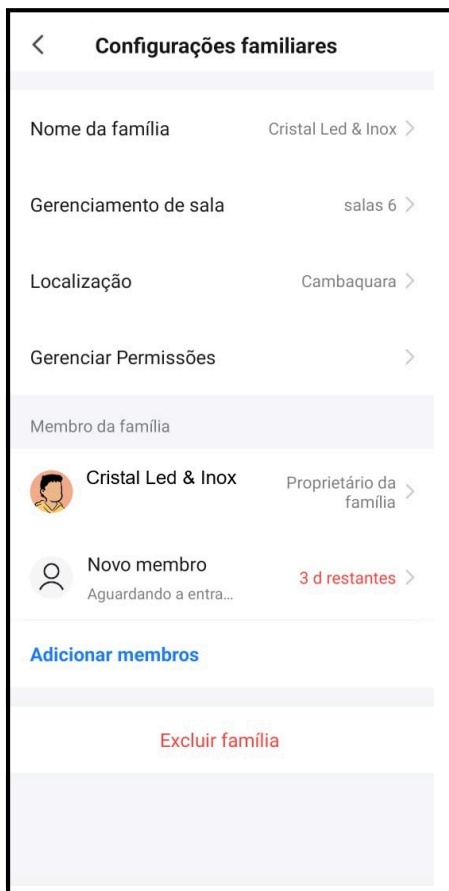 Configurações familiares
Nome da família Cristal Led & Inox
Gerenciamento de sala salas 6
Localização Cambaquara
Gerenciar Permissões
Membro da família
Cristal Led & Inox Proprietário da
família
Novo membro 3 d restantes
Aguardando a entra...
Adicionar membros
Excluir família